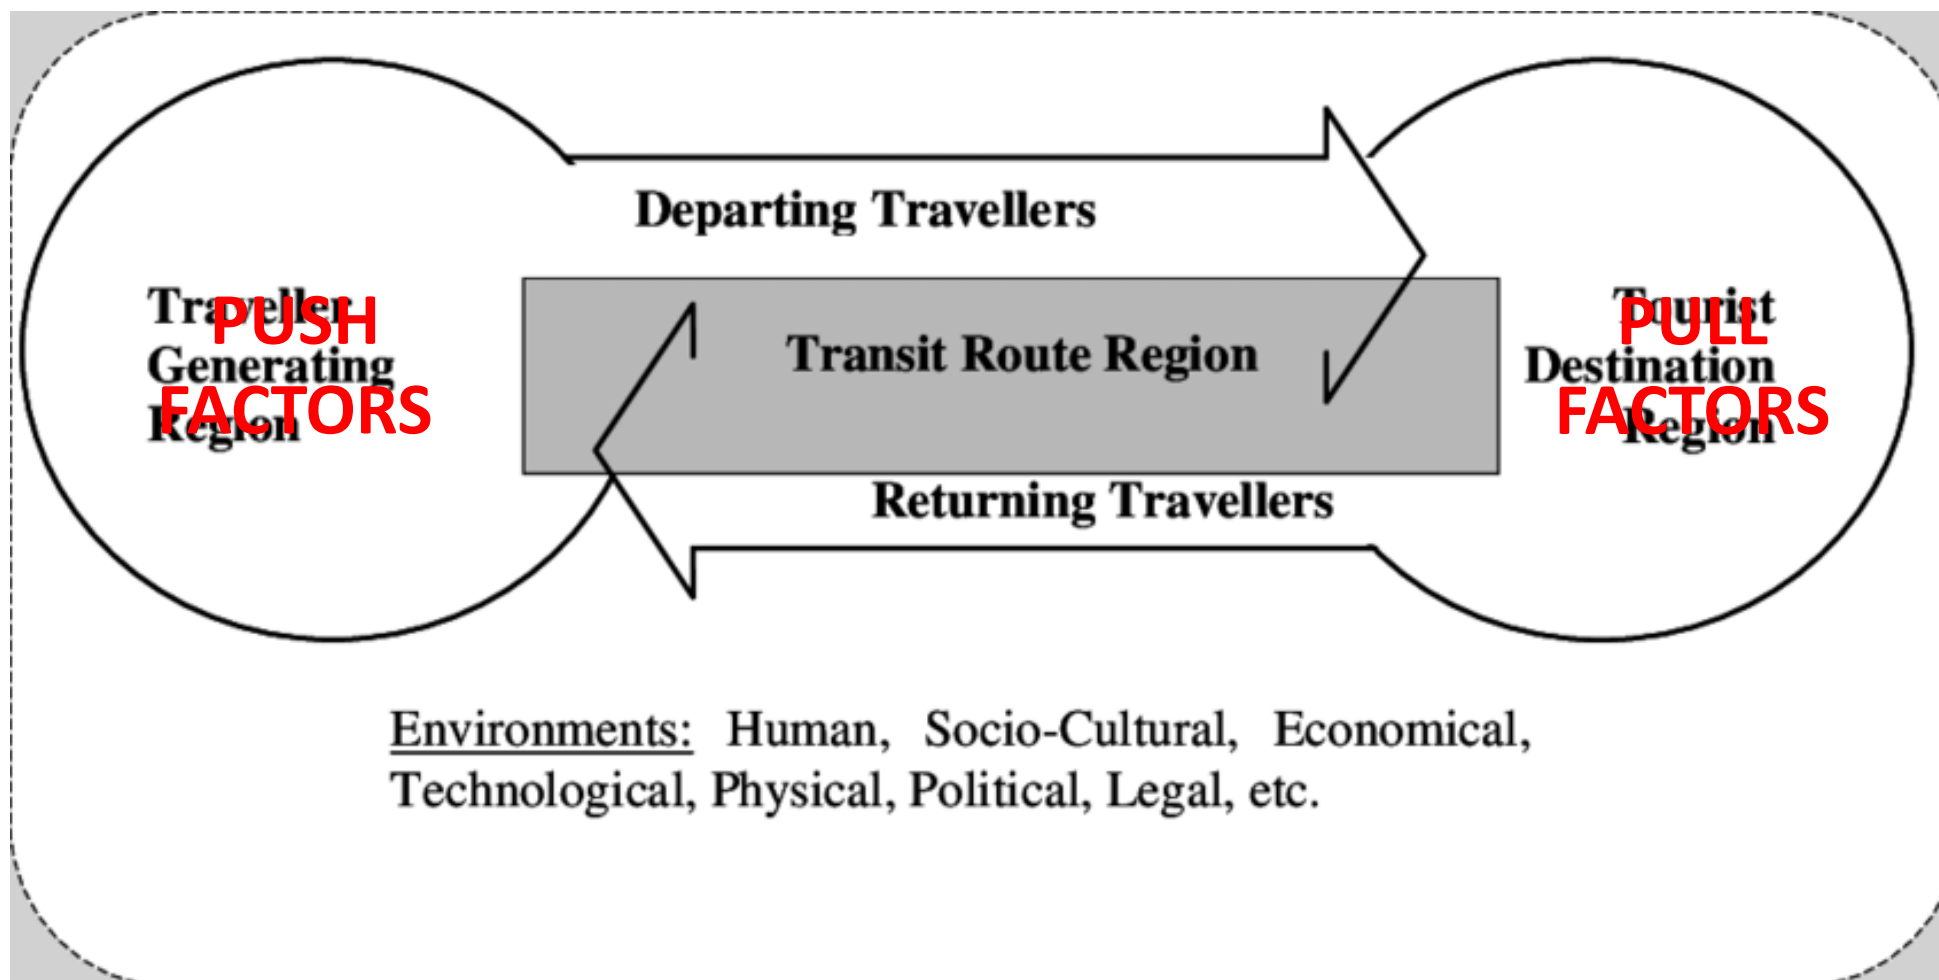 Departing Travellers
Traveller
Generating
Region
PUSH
FACTORS
Transit Route Region
Tourist
Destination
Region
PULL
FACTORS
Returning Travellers
Environments: Human, Socio-Cultural, Economical,
Technological, Physical, Political, Legal, etc.